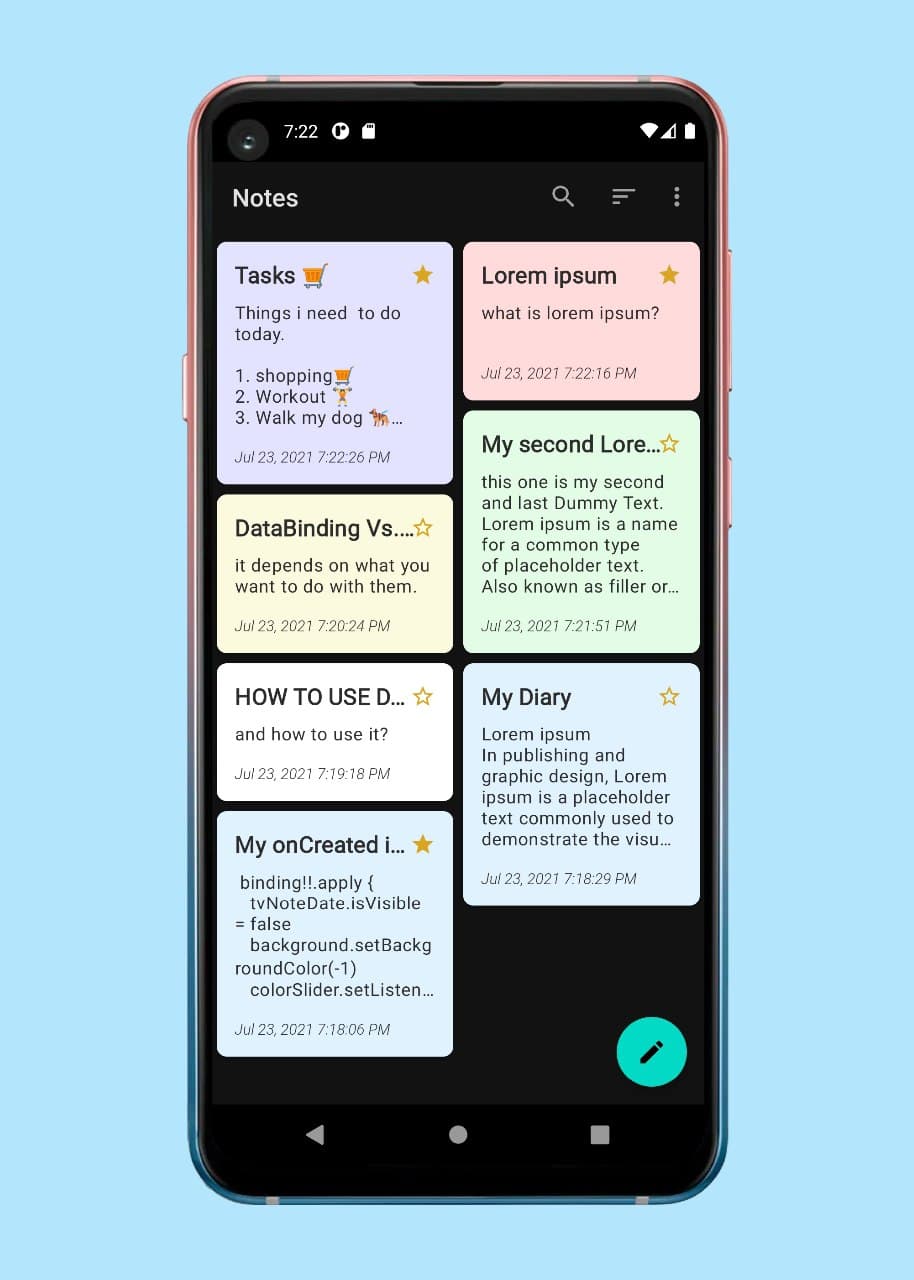 7:22
Notes
Tasks 🛒
Things i need  to do
today.
1. shopping🛒
2. Workout 🏋
3. Walk my dog 🐕‍🦺…
Jul 23, 2021 7:22:26 PM
Lorem ipsum
what is lorem ipsum?
Jul 23, 2021 7:22:16 PM
My second Lore…
this one is my second
and last Dummy Text.
Lorem ipsum is a name
for a common type
of placeholder text.
Also known as filler or…
Jul 23, 2021 7:21:51 PM
DataBinding Vs.…
it depends on what you
want to do with them.
Jul 23, 2021 7:20:24 PM
HOW TO USE D…
and how to use it?
Jul 23, 2021 7:19:18 PM
My Diary
Lorem ipsum
In publishing and
graphic design, Lorem
ipsum is a placeholder
text commonly used to
demonstrate the visu…
Jul 23, 2021 7:18:29 PM
My onCreated i…
binding!!.apply {
tvNoteDate.isVisible
= false
background.setBackg
roundColor(-1)
colorSlider.setListen…
Jul 23, 2021 7:18:06 PM